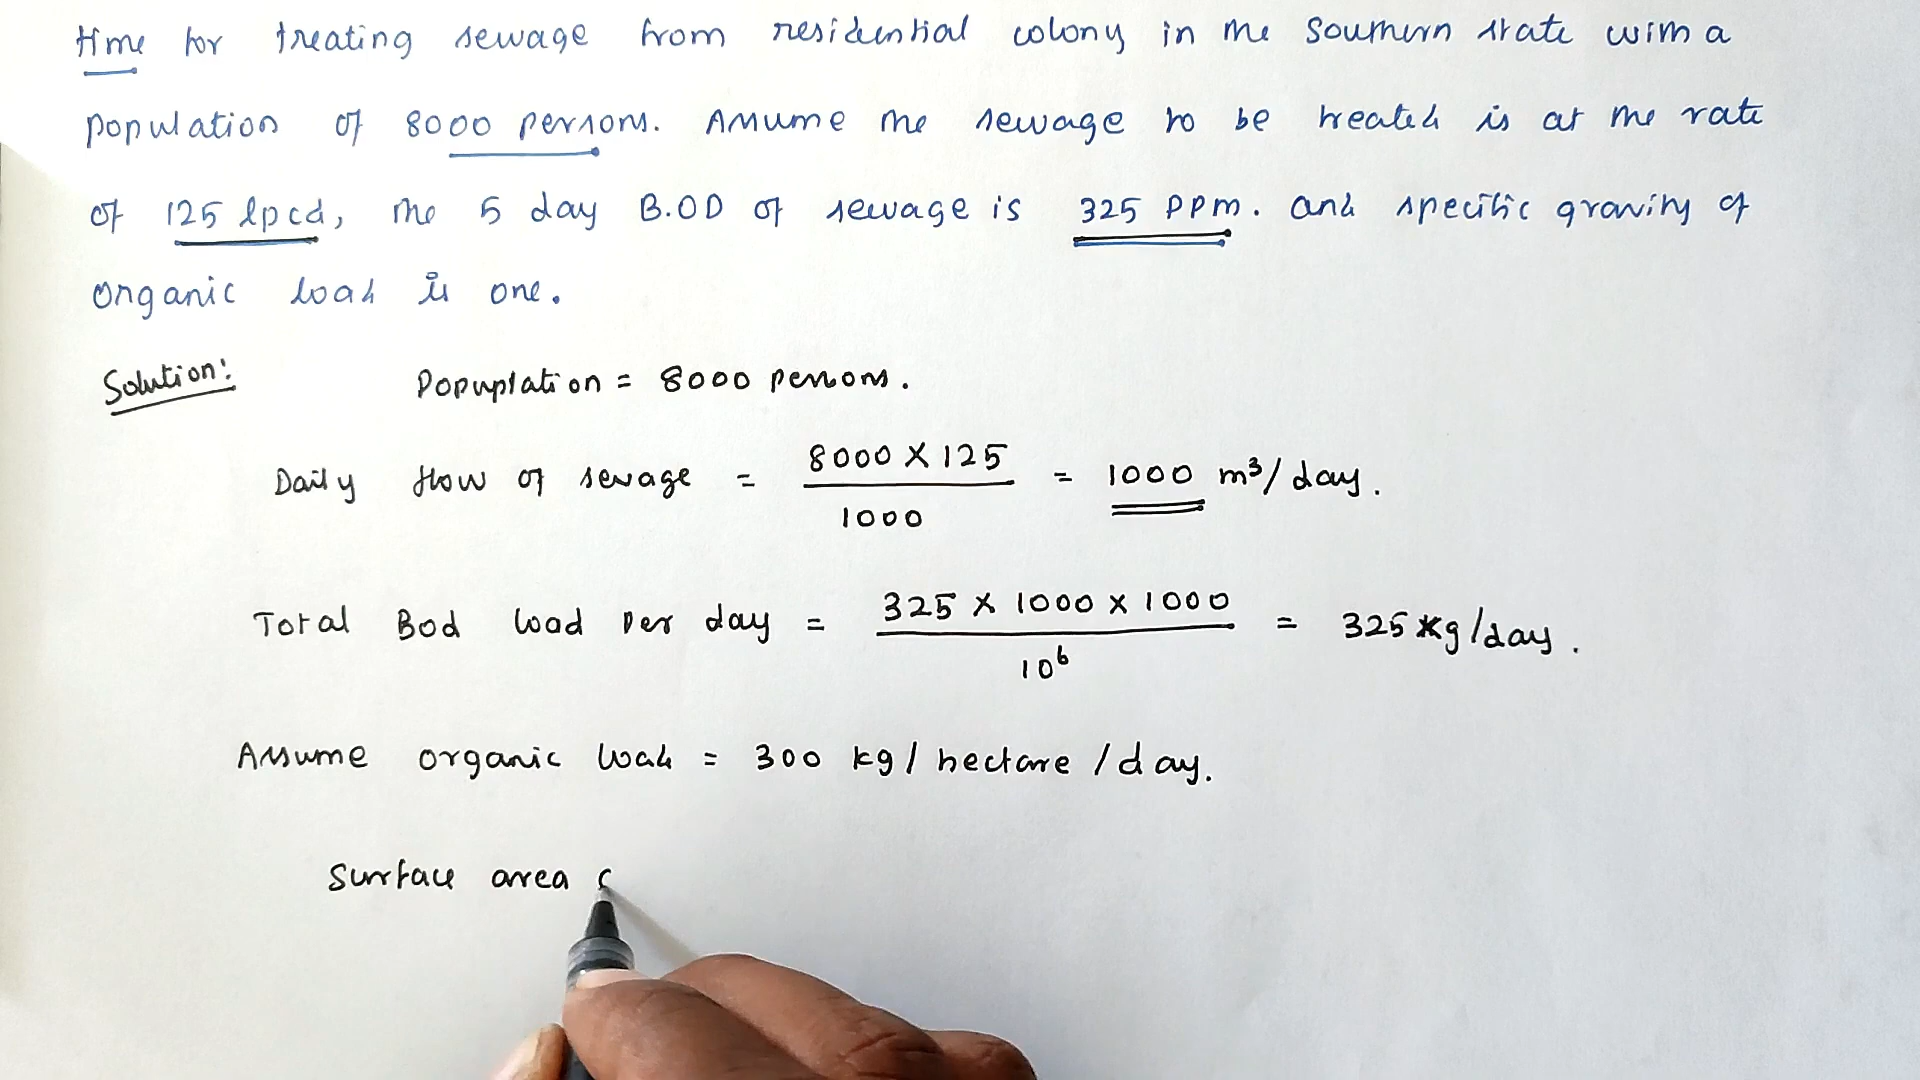 time for treating sewage from residential colony in the Southern state with a
population of 8000 persons. Assume the sewage to be treated is at the rate
of 125 lpcd, the 5 day B.OD of sewage is 325 PPm. and specific gravity of
organic load is one.
Solution:
Popuplation = 8000 persons.
Daily flow of sewage = 8000 X 125 / 1000 = 1000 m³/day.
Total Bod load per day = 325 X 1000 X 1000 / 10⁶ = 325 kg/day.
Assume organic load = 300 kg/hectare/day.
Surface area